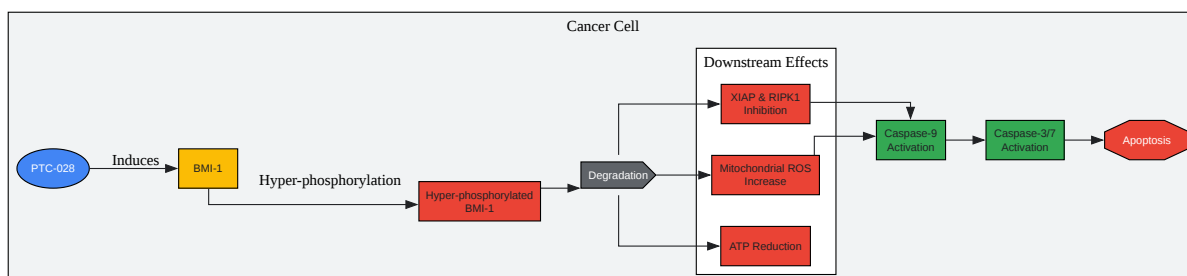 Cancer Cell
Downstream Effects
XIAP & RIPK1
Inhibition
Caspase-9
Activation
Caspase-3/7
Activation
Apoptosis
PTC-028
Induces
BMI-1
Hyper-phosphorylation
Hyper-phosphorylated
BMI-1
Degradation
Mitochondrial ROS
Increase
ATP Reduction